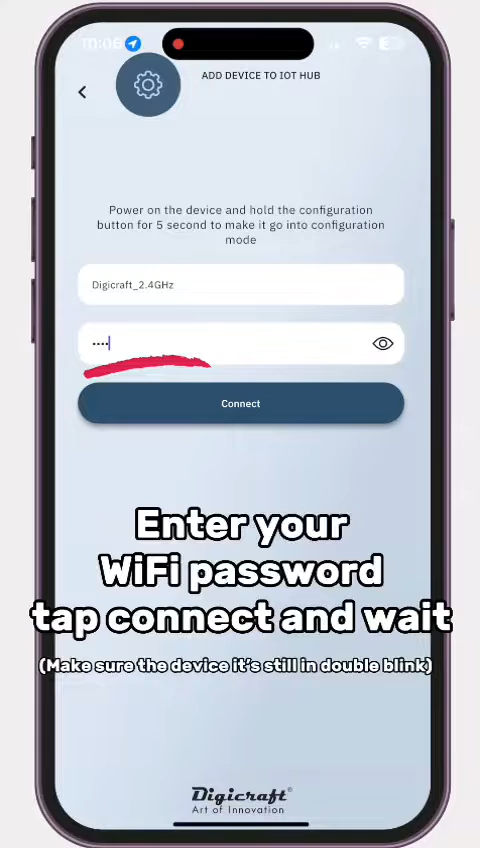 10:06
ADD DEVICE TO IOT HUB
Power on the device and hold the configuration
button for 5 second to make it go into configuration
mode
Digicraft_2.4GHz
••••
Connect
Enter your
WiFi password
tap connect and wait
(Make sure the device it's still in double blink)
Digicraft®
Art of Innovation